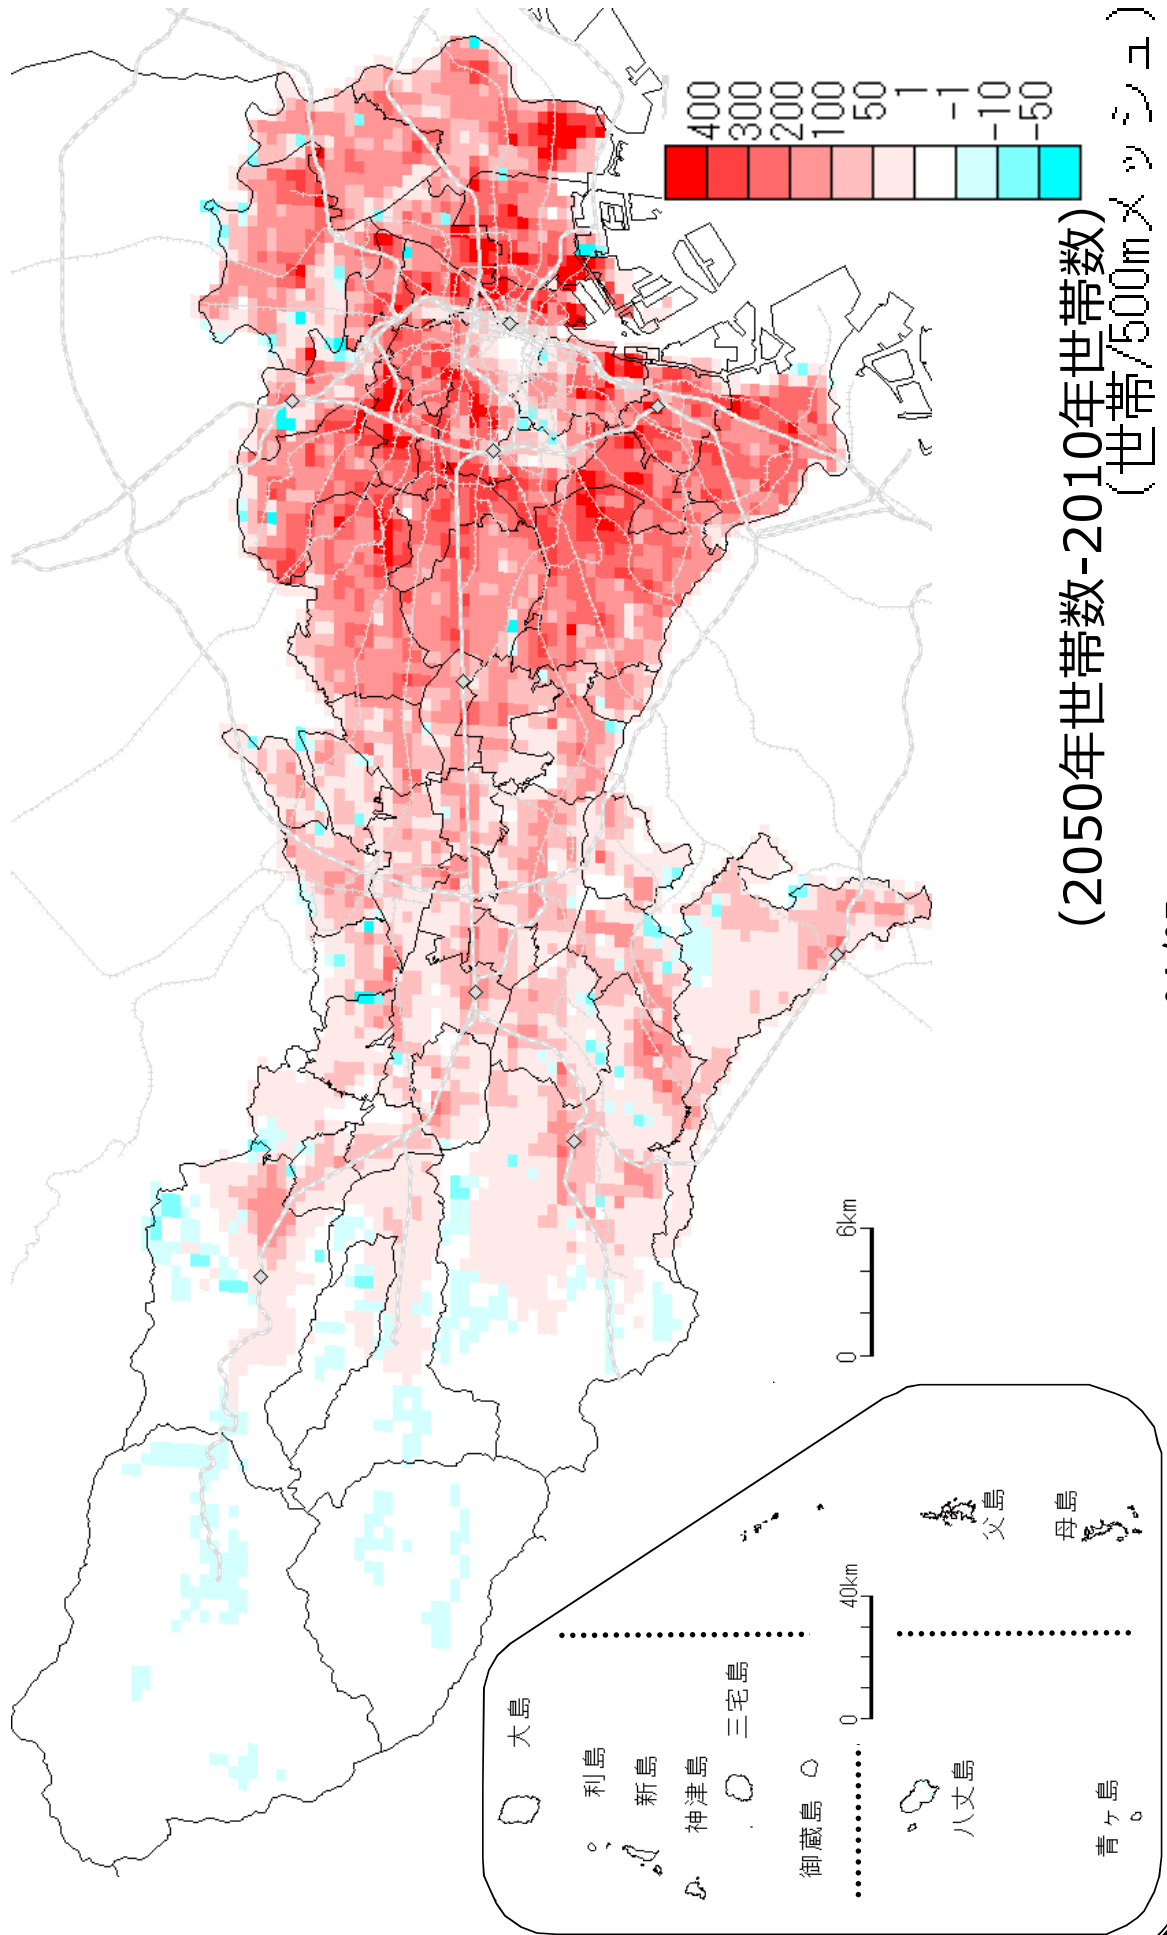 400
300
200
100
50
1
-1
-10
-50
(2050年世帯数-2010年世帯数)
(世帯/500mメッシュ)
0 6km
0 40km
大島
利島
新島
神津島
三宅島
御蔵島
八丈島
青ヶ島
父島
母島